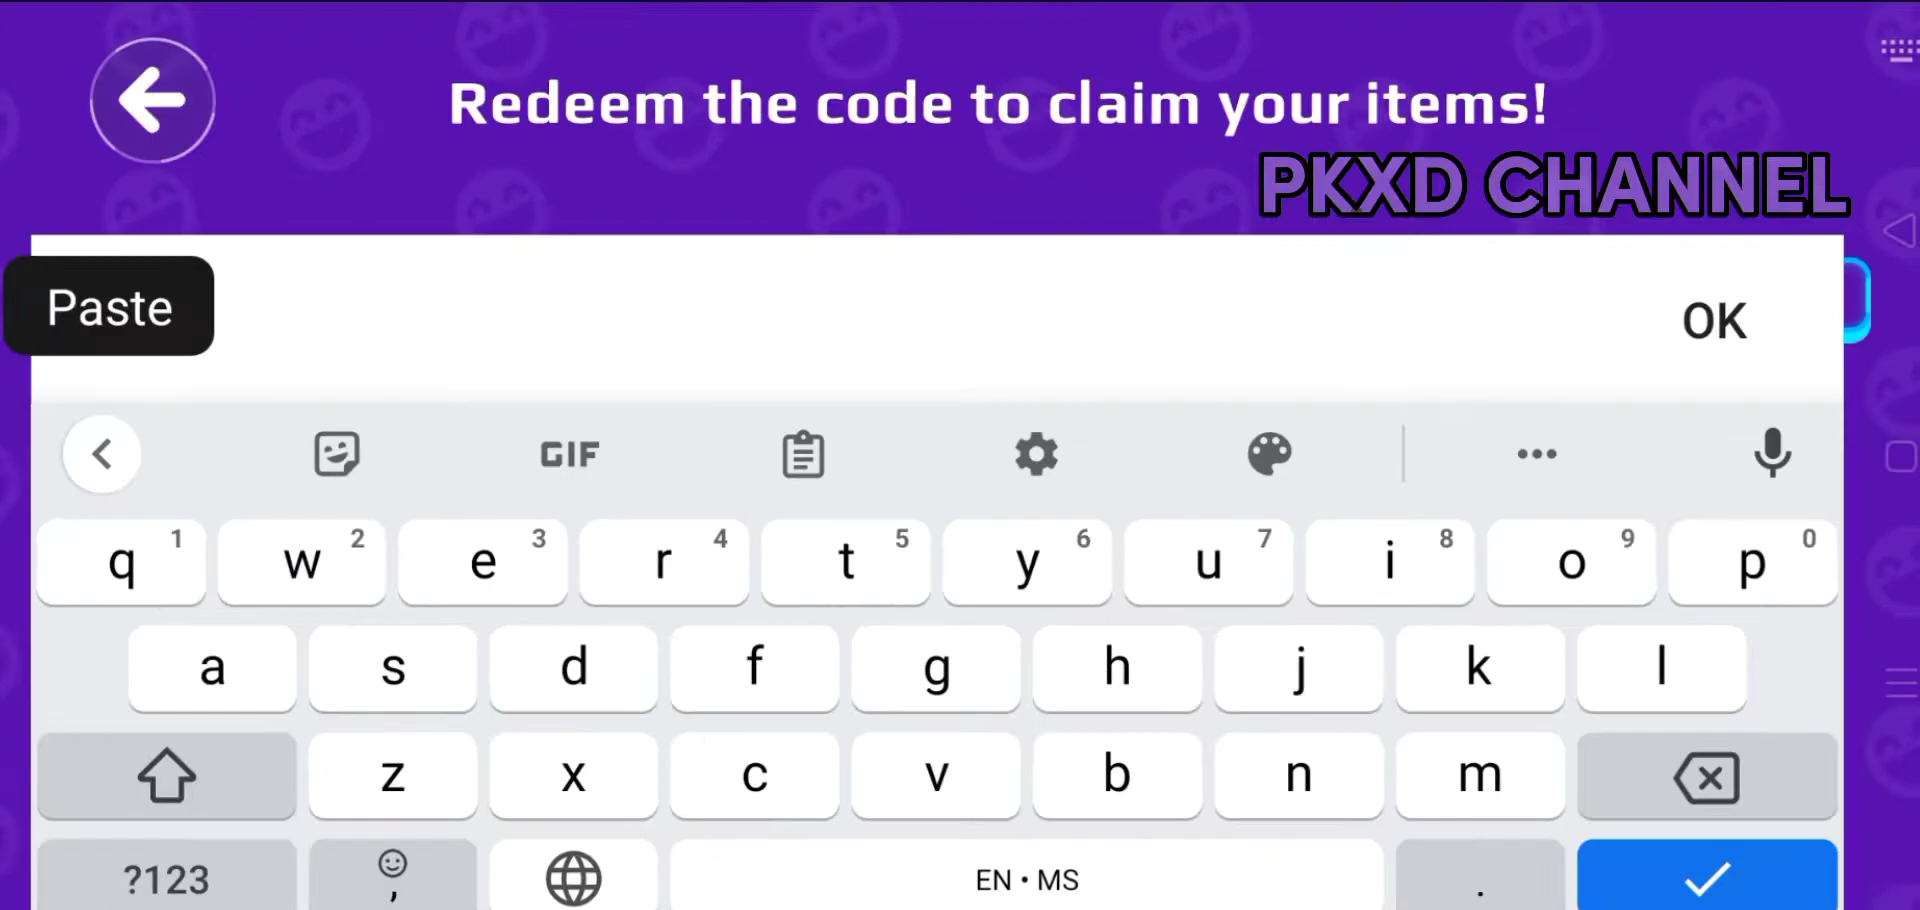 Redeem the code to claim your items!
PKXD CHANNEL
Paste
OK
GIF
q 1 w 2 e 3 r 4 t 5 y 6 u 7 i 8 o 9 p 0
a s d f g h j k l
z x c v b n m
?123 , EN • MS .